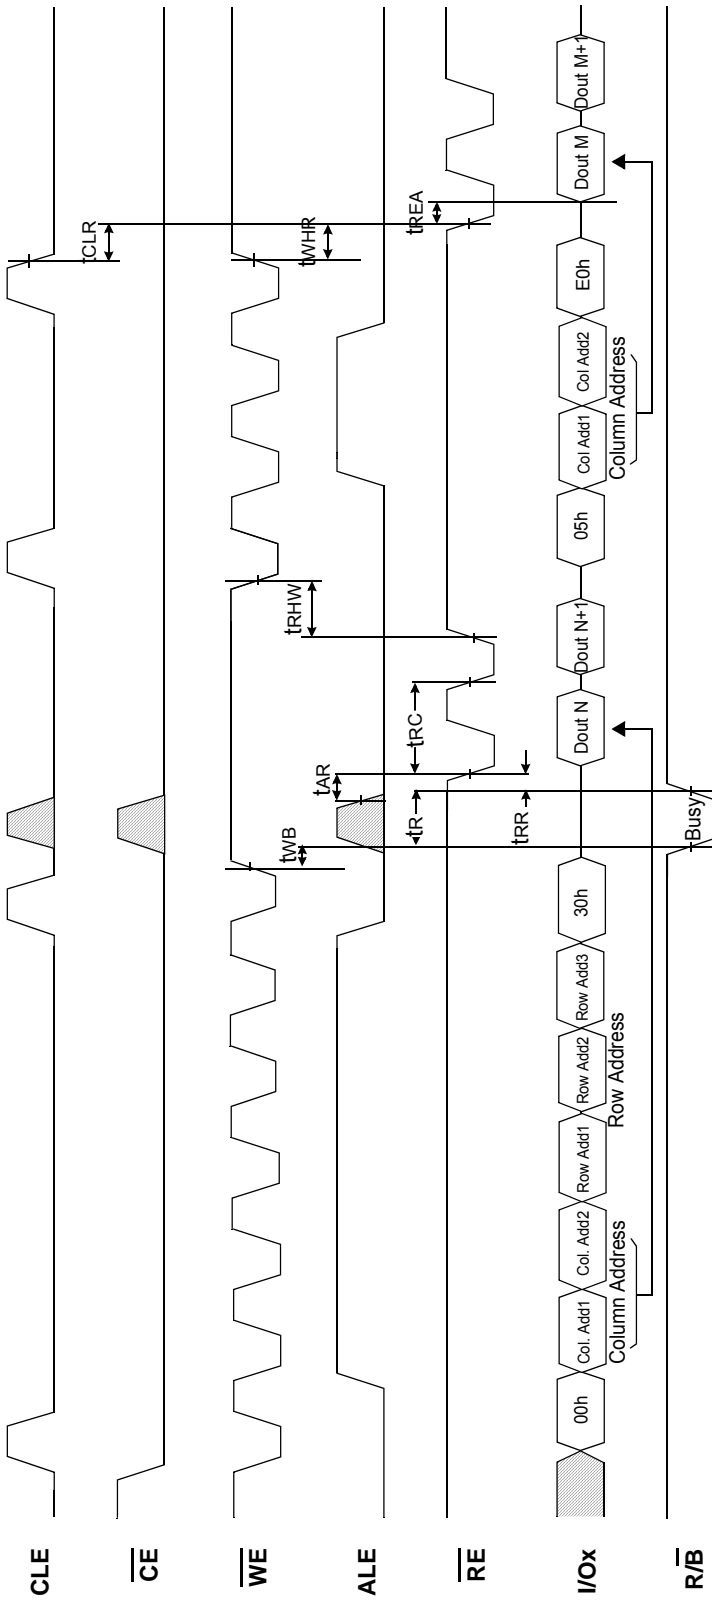 CLE
CE
WE
ALE
RE
I/Ox
R/B
tCLR
tWHR
tREA
tRHW
tRC
tAR
tR
tRR
tWB
00h
Col. Add1
Col. Add2
Row Add1
Row Add2
Row Add3
30h
Dout N
Dout N+1
05h
Col Add1
Col Add2
E0h
Dout M
Dout M+1
Column Address
Row Address
Column Address
Busy